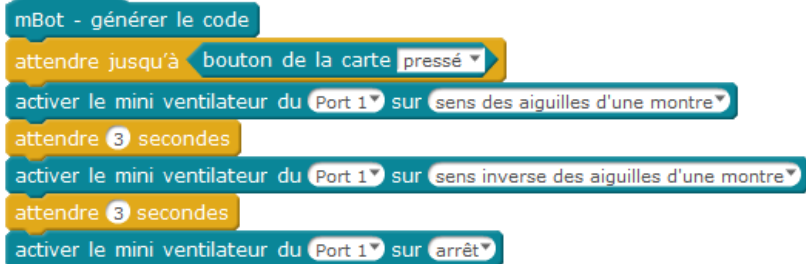 mBot - générer le code
attendre jusqu'à bouton de la carte pressé
activer le mini ventilateur du Port 1 sur sens des aiguilles d'une montre
attendre 3 secondes
activer le mini ventilateur du Port 1 sur sens inverse des aiguilles d'une montre
attendre 3 secondes
activer le mini ventilateur du Port 1 sur arrêt